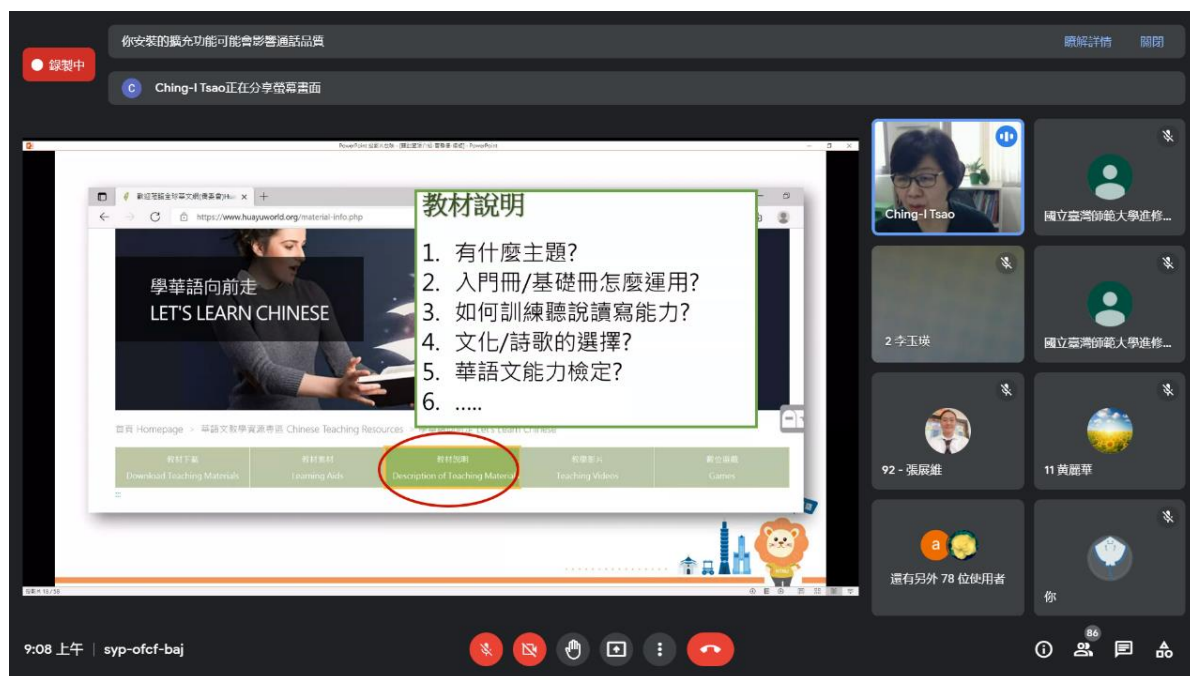 你安裝的擴充功能可能會影響通話品質
瞭解詳情
關閉
錄製中
C
Ching-I Tsao正在分享螢幕畫面
https://www.huayuworld.org/material-info.php
學華語向前走
LET'S LEARN CHINESE
教材說明
1. 有什麼主題?
2. 入門冊/基礎冊怎麼運用?
3. 如何訓練聽說讀寫能力?
4. 文化/詩歌的選擇?
5. 華語文能力檢定?
6. .....
首頁 Homepage > 華語文教學資源專區 Chinese Teaching Resources >
教材下載
Download Teaching Materials
教材素材
Learning Aids
教材說明
Description of Teaching Material
教學影片
Teaching Videos
數位遊戲
Games
Ching-I Tsao
國立臺灣師範大學進修...
2 李玉瑛
國立臺灣師範大學進修...
92 - 張展維
11 黃麗華
a
還有另外 78 位使用者
你
9:08 上午 | syp-ofcf-baj
86